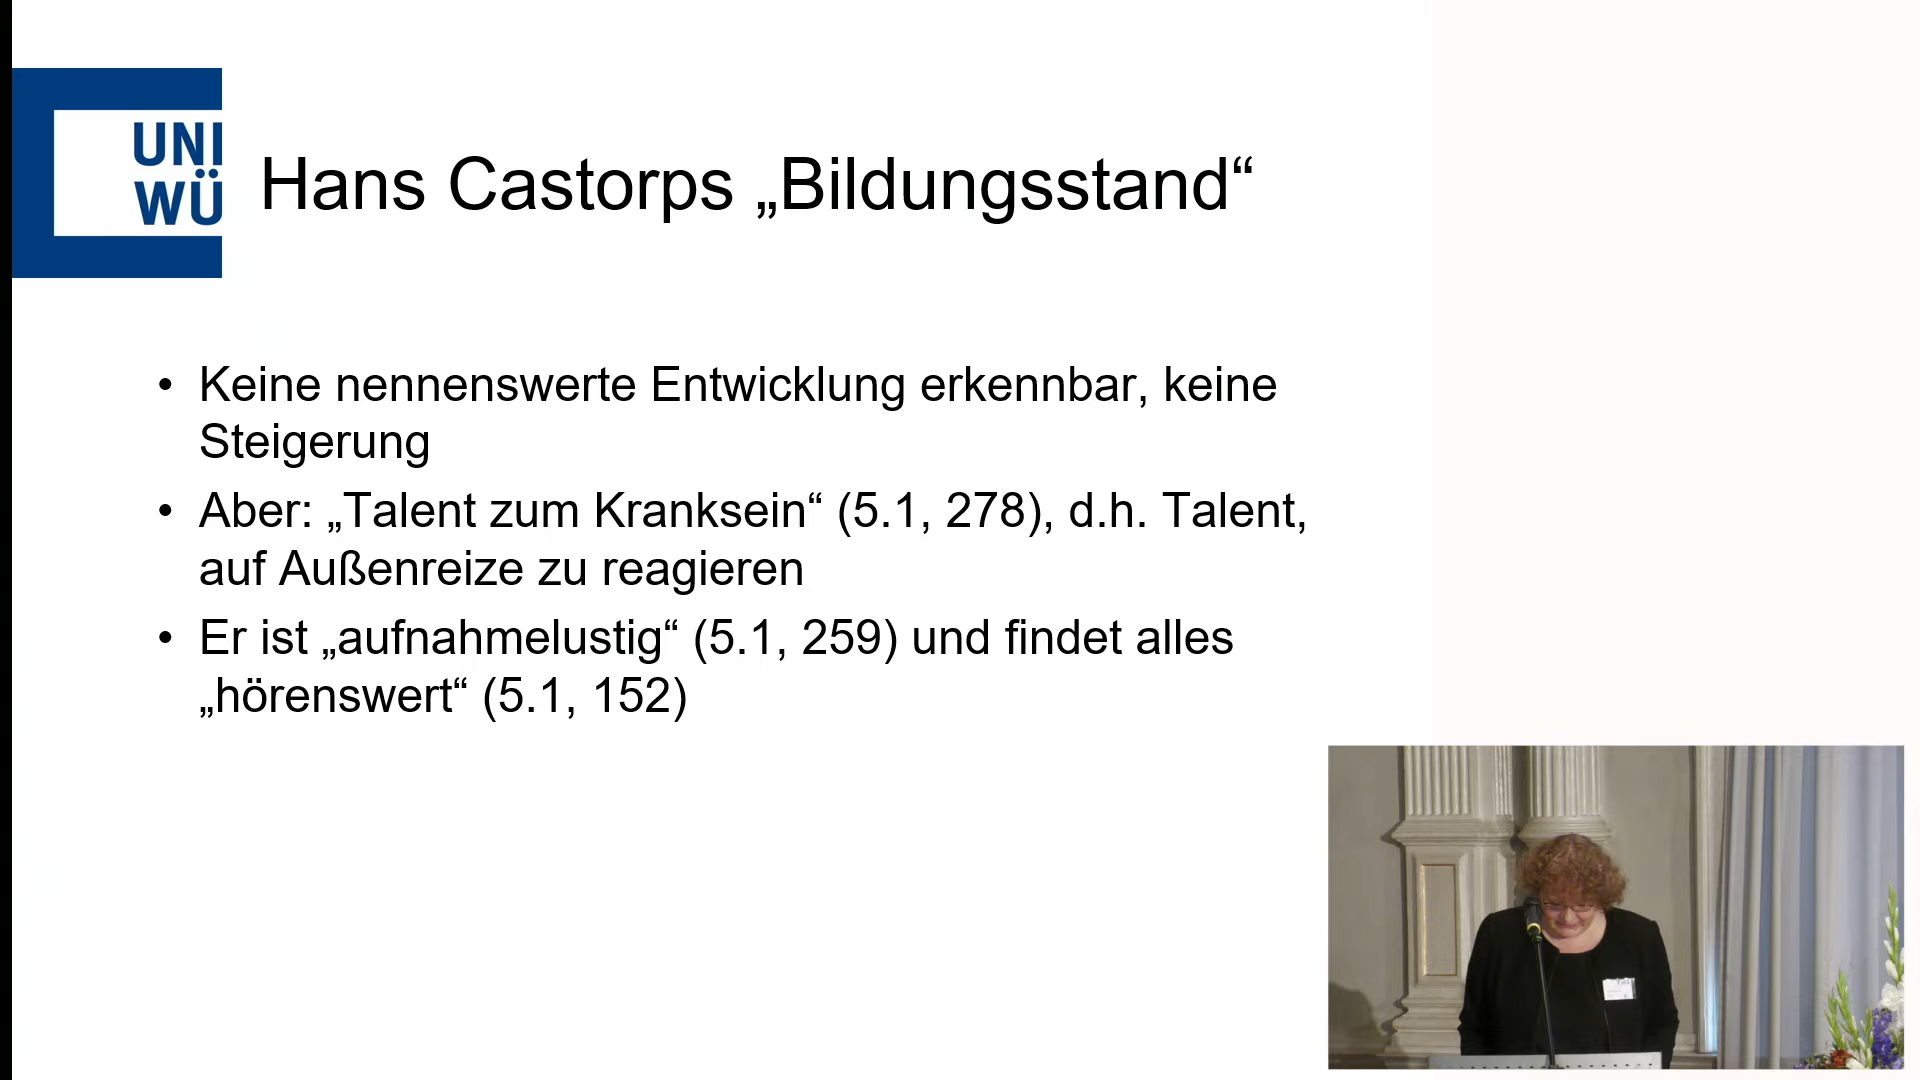 UNI
WÜ
Hans Castorps „Bildungsstand“
• Keine nennenswerte Entwicklung erkennbar, keine
Steigerung
• Aber: „Talent zum Kranksein“ (5.1, 278), d.h. Talent,
auf Außenreize zu reagieren
• Er ist „aufnahmelustig“ (5.1, 259) und findet alles
„hörenswert“ (5.1, 152)